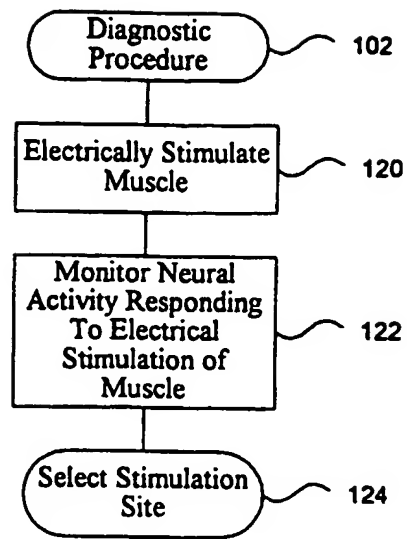 Diagnostic
Procedure
102
Electrically Stimulate
Muscle
120
Monitor Neural
Activity Responding
To Electrical
Stimulation of
Muscle
122
Select Stimulation
Site
124